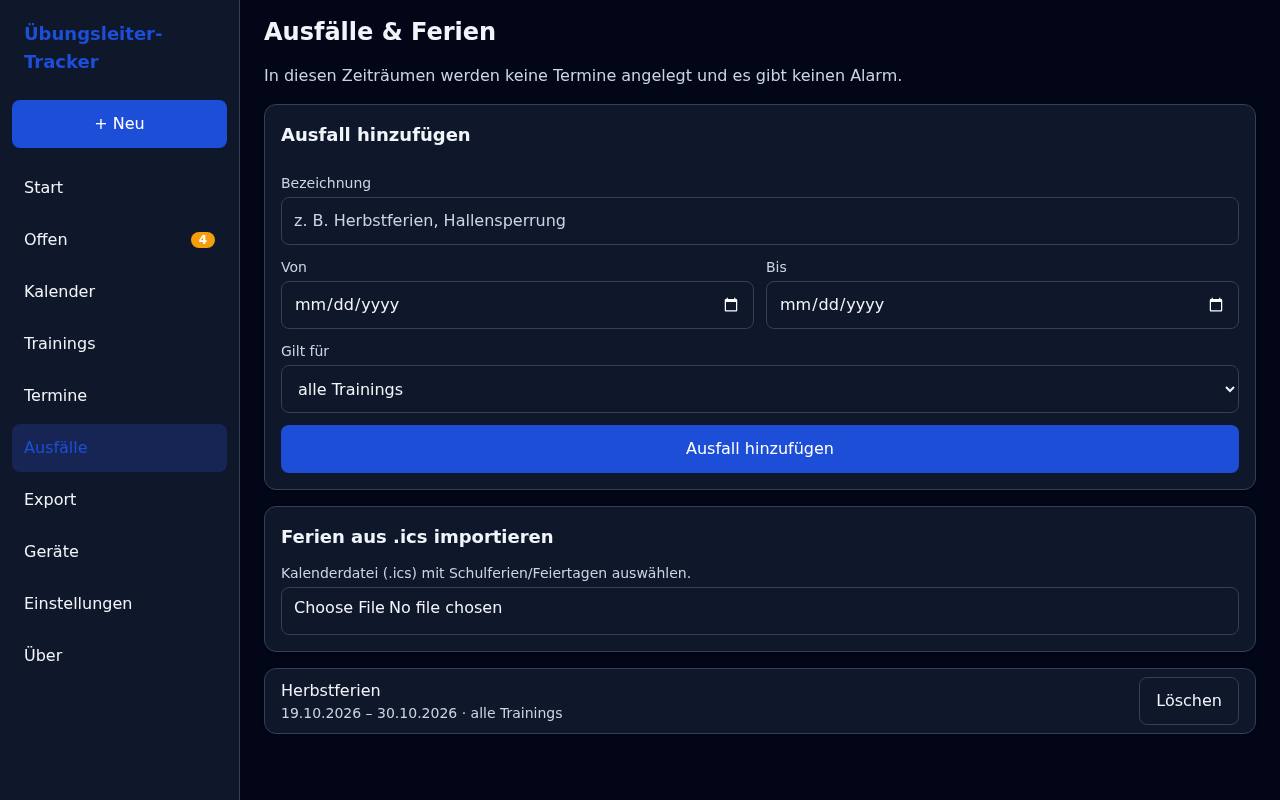 Übungsleiter-
Tracker
+ Neu
Start
Offen 4
Kalender
Trainings
Termine
Ausfälle
Export
Geräte
Einstellungen
Über
Ausfälle & Ferien
In diesen Zeiträumen werden keine Termine angelegt und es gibt keinen Alarm.
Ausfall hinzufügen
Bezeichnung
z. B. Herbstferien, Hallensperrung
Von Bis
mm/dd/yyyy mm/dd/yyyy
Gilt für
alle Trainings
Ausfall hinzufügen
Ferien aus .ics importieren
Kalenderdatei (.ics) mit Schulferien/Feiertagen auswählen.
Choose File No file chosen
Herbstferien
19.10.2026 – 30.10.2026 · alle Trainings
Löschen